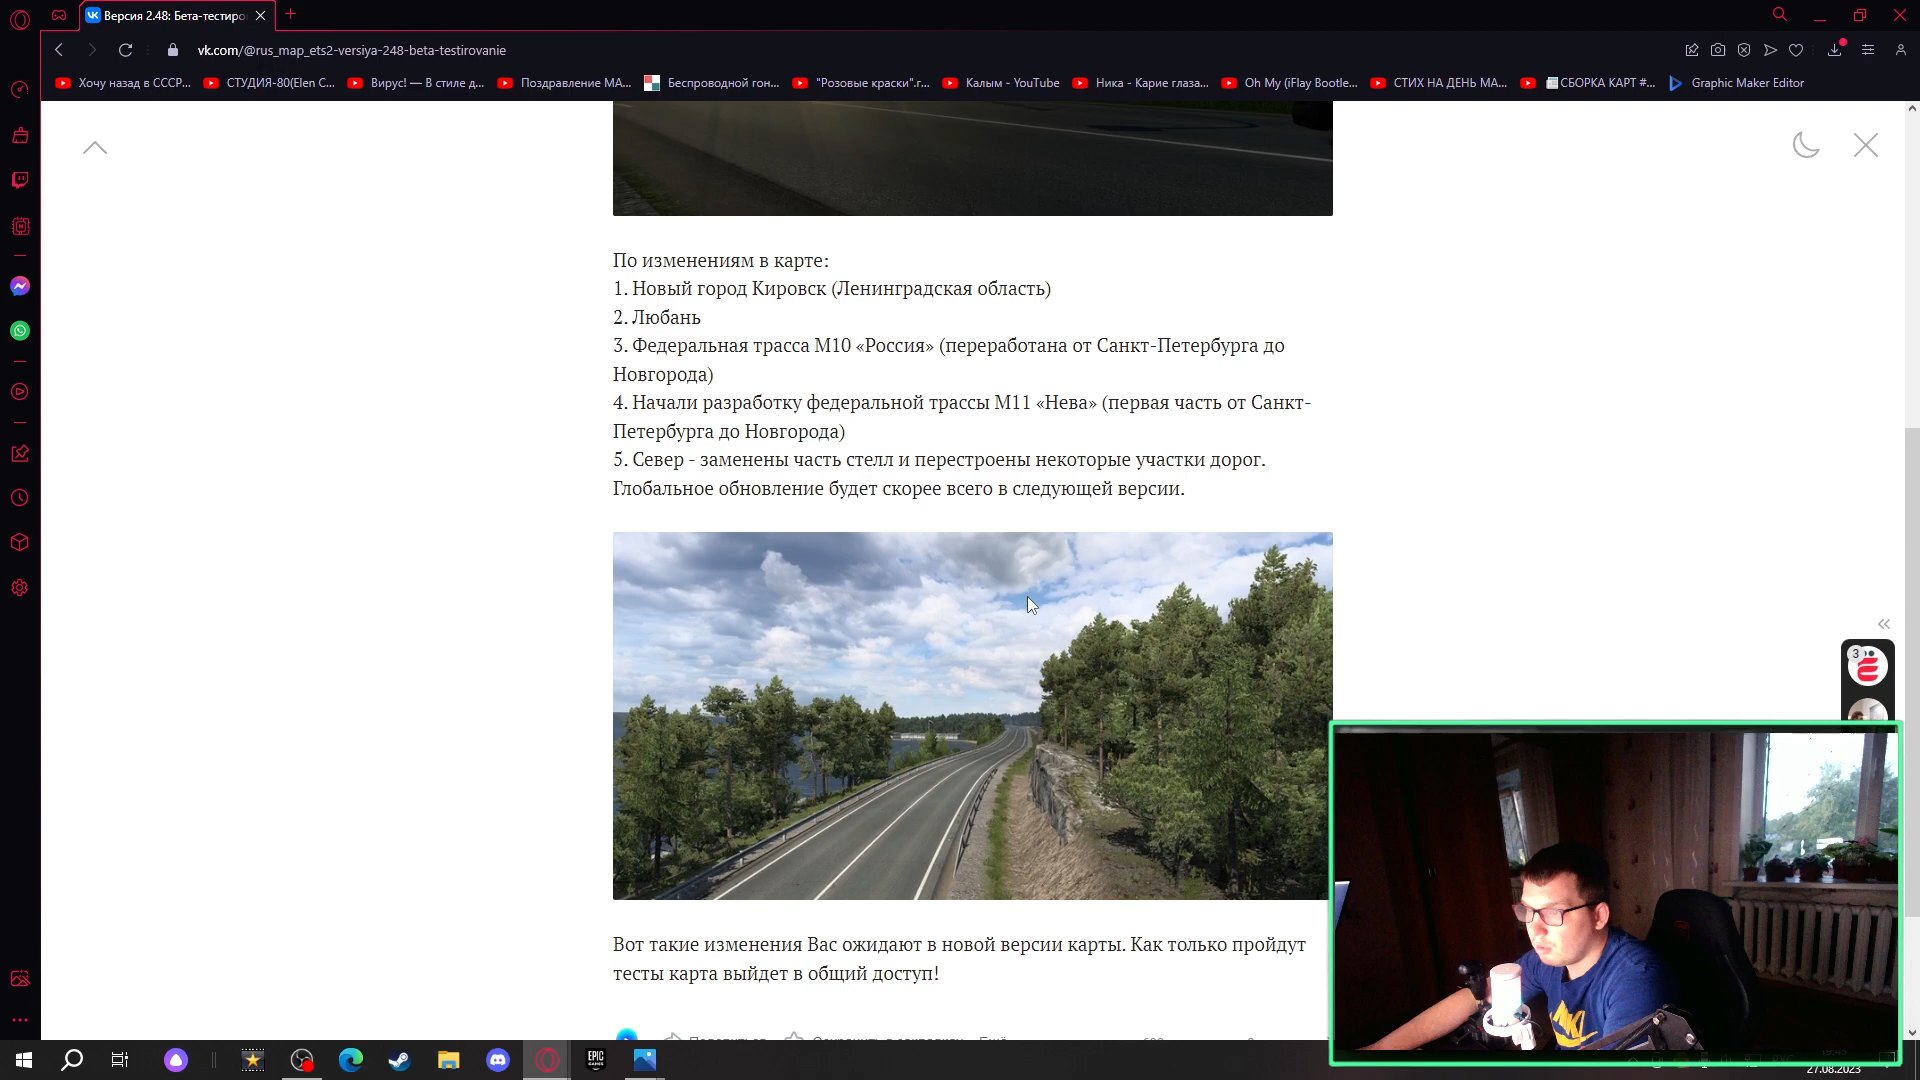 Версия 2.48: Бета-тестиро
vk.com/@rus_map_ets2-versiya-248-beta-testirovanie
Хочу назад в СССР...
СТУДИЯ-80(Elen C...
Вирус! — В стиле д...
Поздравление МА...
Беспроводной гон...
"Розовые краски".г...
Калым - YouTube
Ника - Карие глаза...
Oh My (iFlay Bootle...
СТИХ НА ДЕНЬ МА...
СБОРКА КАРТ #...
Graphic Maker Editor
По изменениям в карте:
1. Новый город Кировск (Ленинградская область)
2. Любань
3. Федеральная трасса М10 «Россия» (переработана от Санкт-Петербурга до
Новгорода)
4. Начали разработку федеральной трассы М11 «Нева» (первая часть от Санкт-
Петербурга до Новгорода)
5. Север - заменены часть стелл и перестроены некоторые участки дорог.
Глобальное обновление будет скорее всего в следующей версии.
3
Вот такие изменения Вас ожидают в новой версии карты. Как только пройдут
тесты карта выйдет в общий доступ!
EPIC
GAMES
27.08.2023